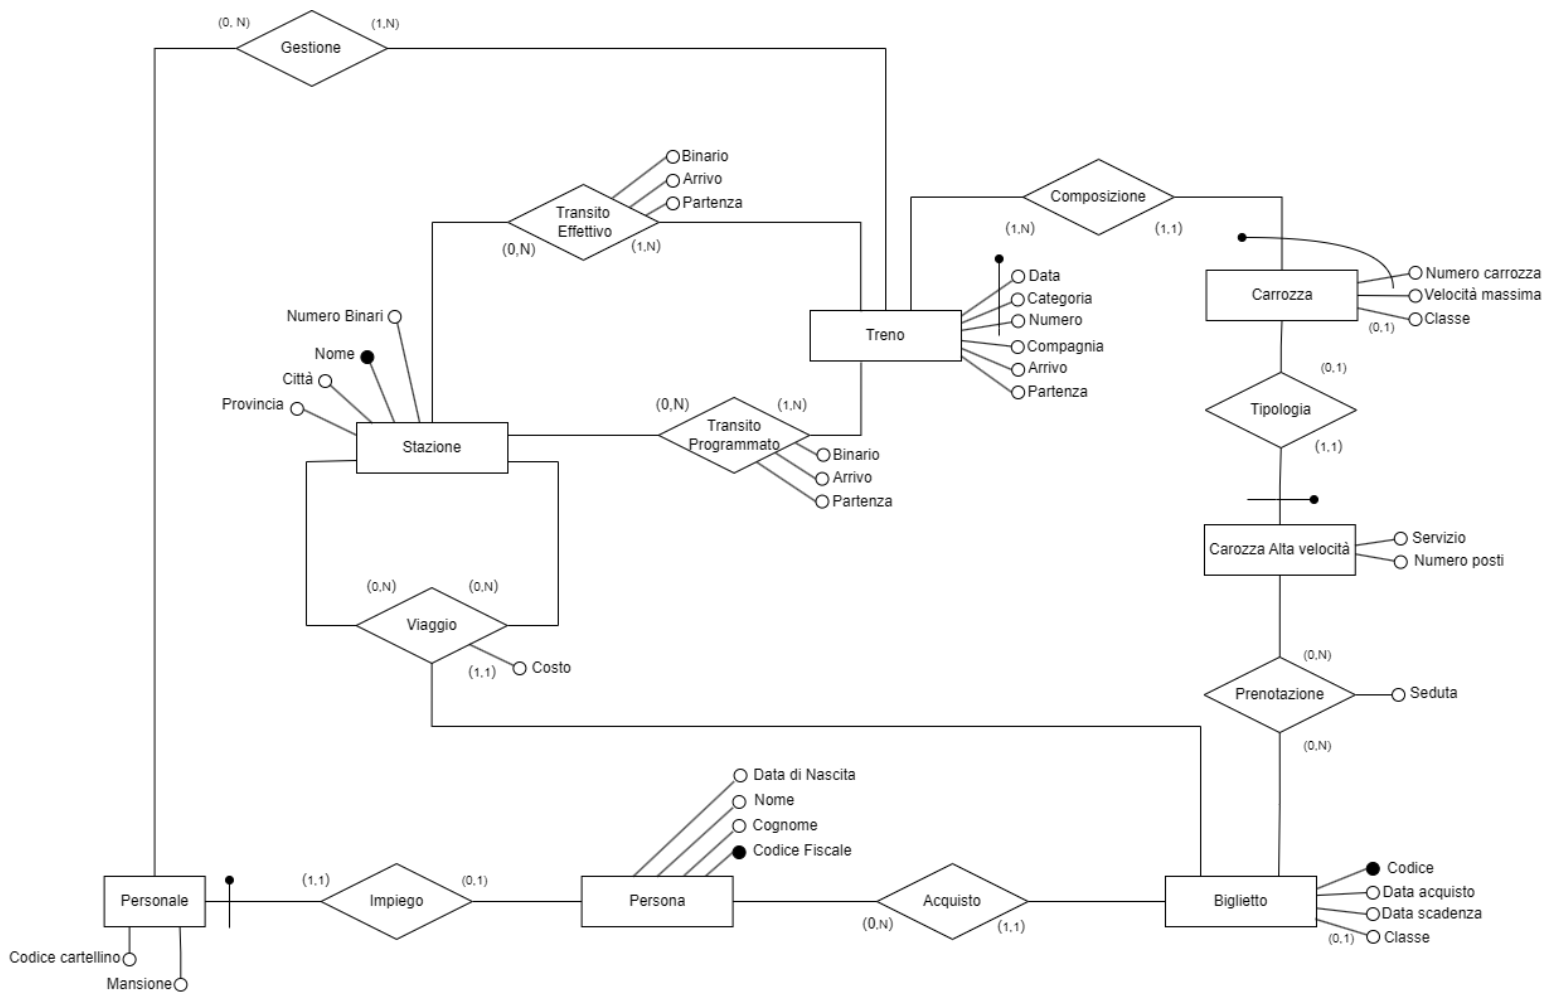 (0, N)
(1,N)
Gestione
Binario
Arrivo
Partenza
Transito
Effettivo
(0,N)
(1,N)
Composizione
(1,N)
(1,1)
Data
Categoria
Numero
Compagnia
Arrivo
Partenza
Treno
Numero carrozza
Velocità massima
Classe
(0,1)
Carrozza
Numero Binari
Nome
Città
Provincia
Stazione
(0,N)
(1,N)
Transito
Programmato
Binario
Arrivo
Partenza
(0,1)
Tipologia
(1,1)
Carozza Alta velocità
Servizio
Numero posti
(0,N)
(0,N)
Viaggio
(1,1)
Costo
(0,N)
Prenotazione
Seduta
(0,N)
Data di Nascita
Nome
Cognome
Codice Fiscale
Personale
(1,1)
Impiego
(0,1)
Persona
Acquisto
(0,N)
(1,1)
Biglietto
Codice
Data acquisto
Data scadenza
(0,1)
Classe
Codice cartellino
Mansione